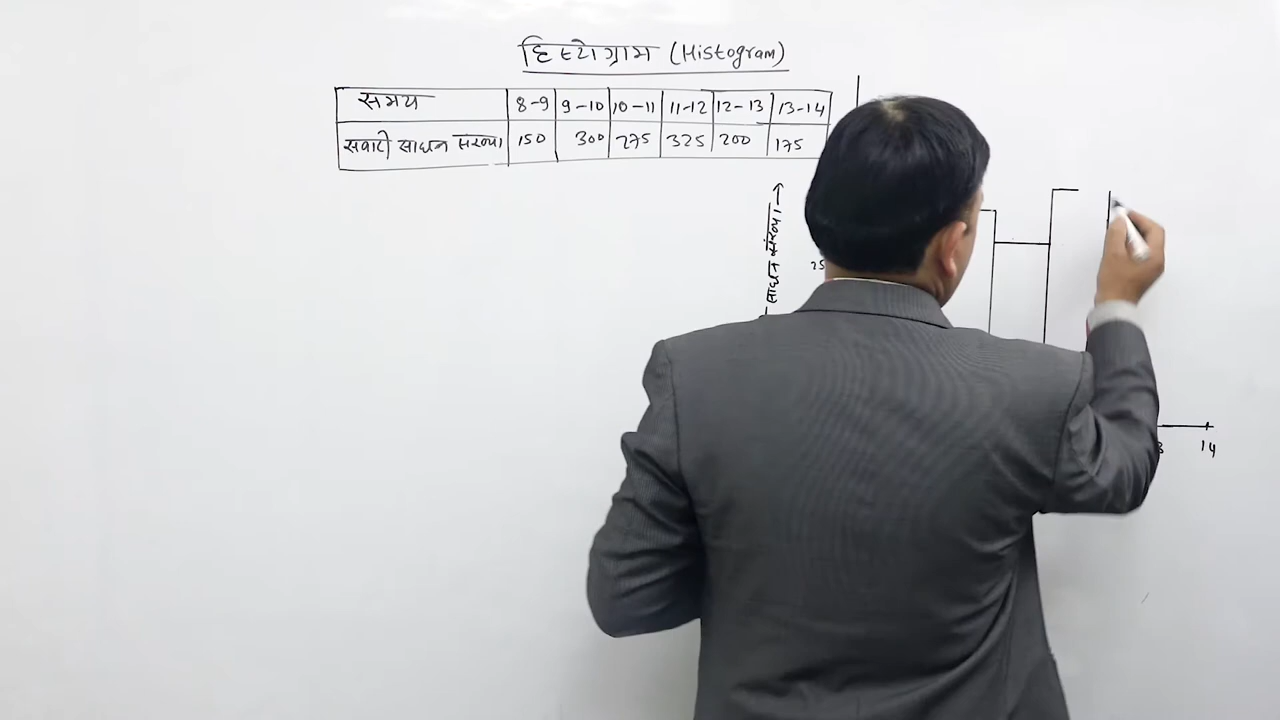 हिस्टोग्राम (Histogram)
समय 8-9 9-10 10-11 11-12 12-13 13-14
सवारी साधन संख्या 150 300 275 325 200 175
साधन संख्या →
14